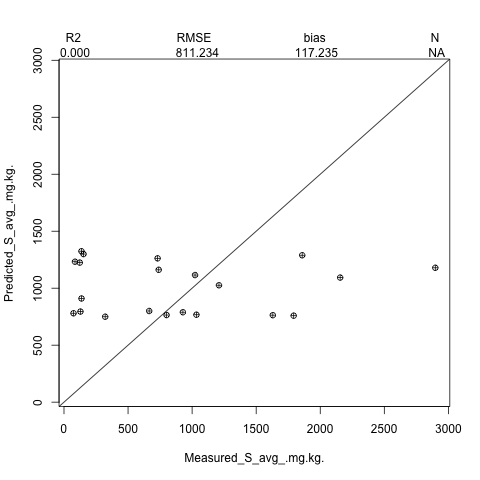 R2 RMSE bias N
0.000 811.234 117.235 NA
3000
2500
2000
1500
1000
500
0
Predicted_S_avg_.mg.kg.
0 500 1000 1500 2000 2500 3000
Measured_S_avg_.mg.kg.